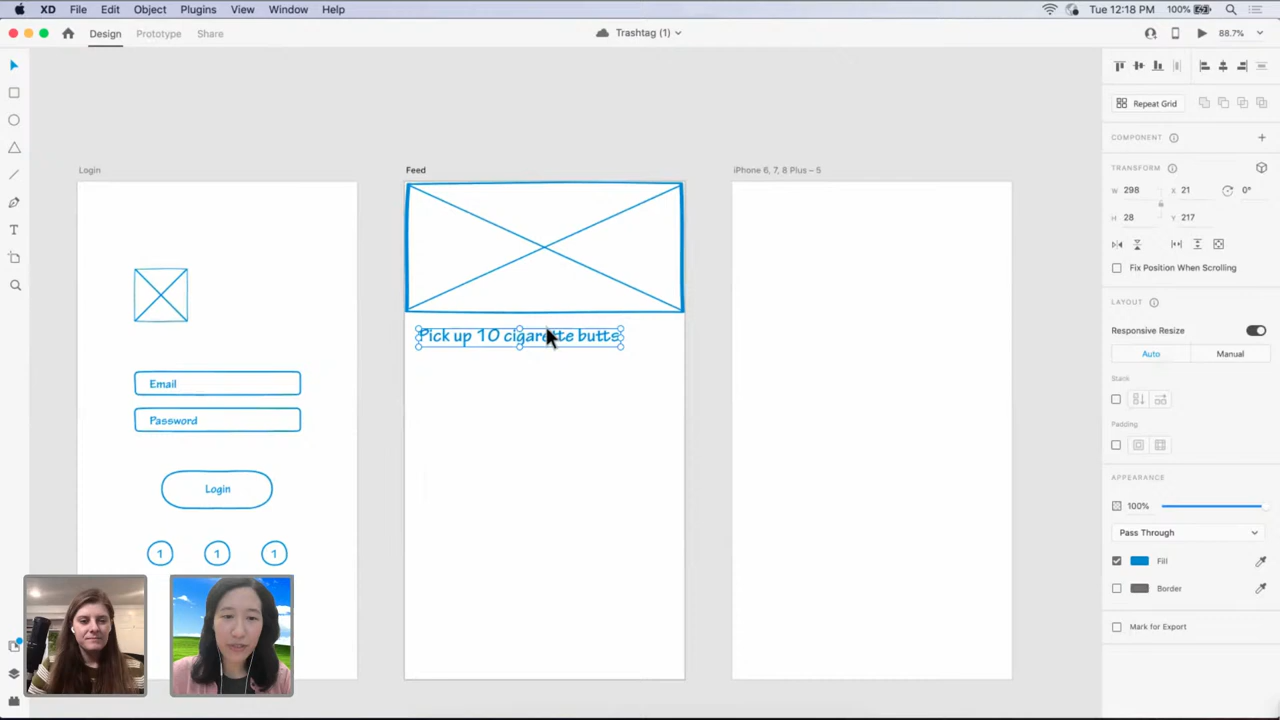 XD File Edit Object Plugins View Window Help
Tue 12:18 PM 100%
Design Prototype Share
Trashtag (1)
88.7%
Repeat Grid
COMPONENT
TRANSFORM
W 298 X 21 0°
H 28 Y 217
Fix Position When Scrolling
LAYOUT
Responsive Resize
Auto Manual
Stack
Padding
APPEARANCE
100%
Pass Through
Fill
Border
Mark for Export
Login
Email
Password
Login
1 1 1
Feed
Pick up 10 cigarette butts
iPhone 6, 7, 8 Plus – 5